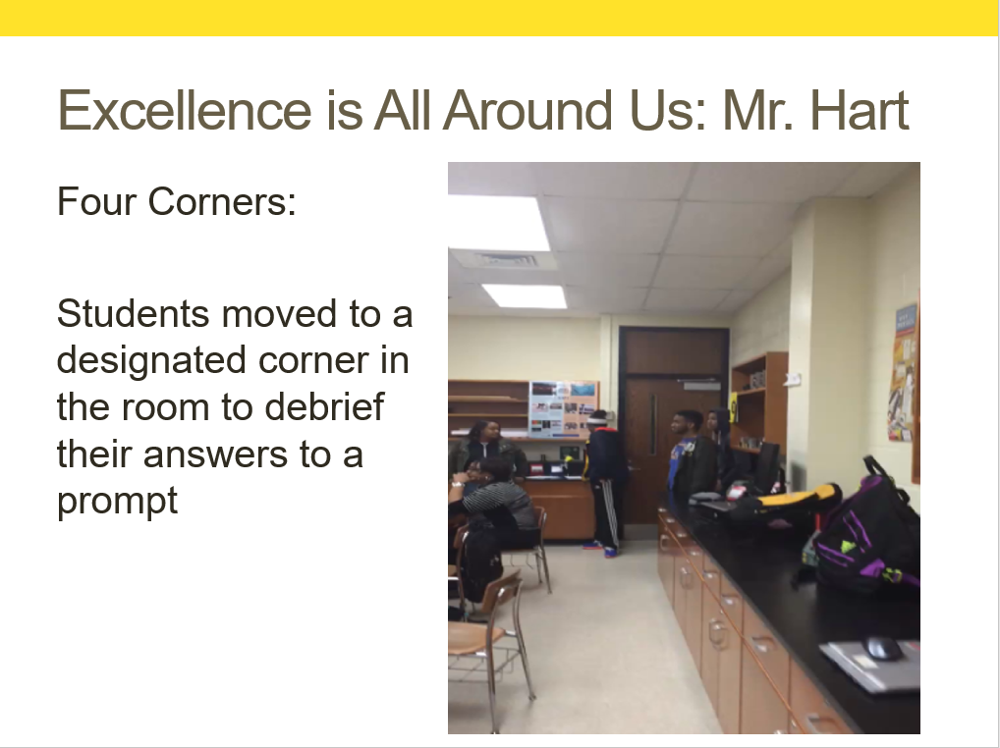 Excellence is All Around Us: Mr. Hart
Four Corners:
Students moved to a
designated corner in
the room to debrief
their answers to a
prompt